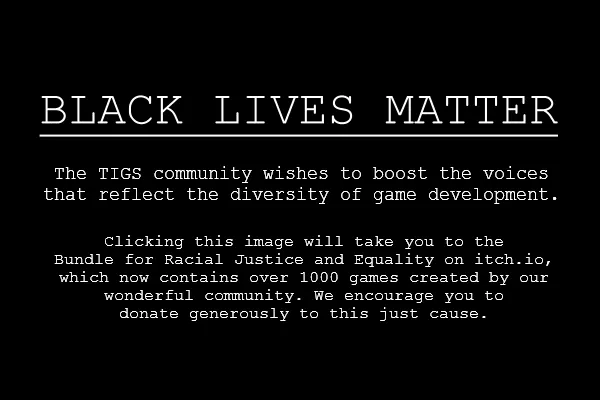 BLACK LIVES MATTER
The TIGS community wishes to boost the voices
that reflect the diversity of game development.
Clicking this image will take you to the
Bundle for Racial Justice and Equality on itch.io,
which now contains over 1000 games created by our
wonderful community. We encourage you to
donate generously to this just cause.